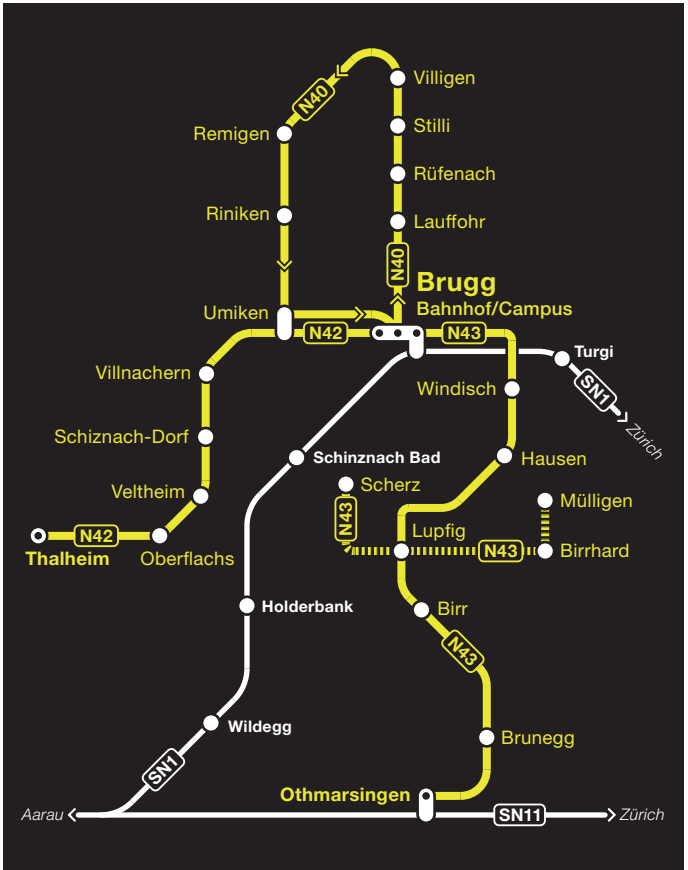 Villigen
N40
Stilli
Remigen
Rüfenach
Riniken
Lauffohr
N40
Brugg
Bahnhof/Campus
Umiken
N42
N43
Turgi
SN1
Zürich
Villnachern
Windisch
Schiznach-Dorf
Schinznach Bad
Hausen
Scherz
Veltheim
Mülligen
N43
N42
Thalheim
Oberflachs
Lupfig
N43
Birrhard
Holderbank
Birr
N43
Wildegg
Brunegg
SN1
Othmarsingen
Aarau
SN11
Zürich